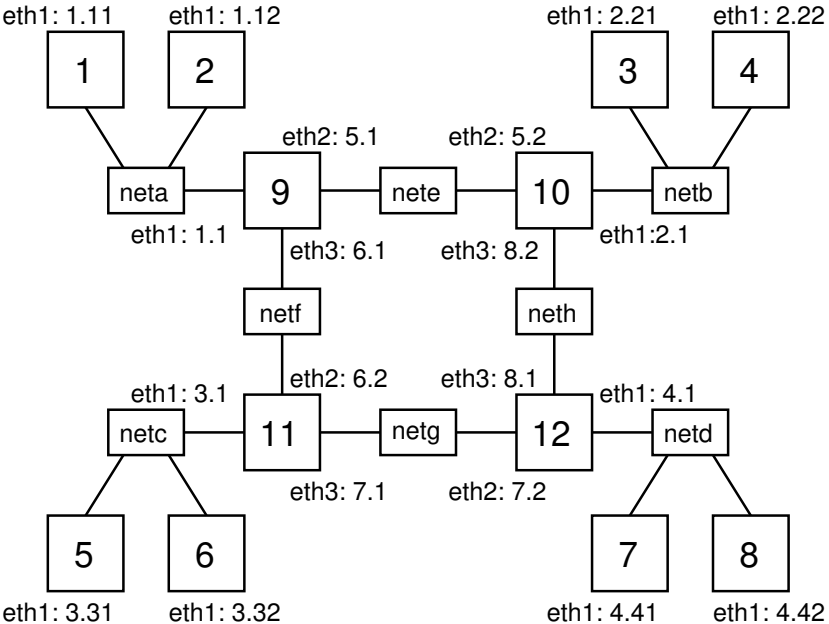 eth1: 1.11
eth1: 1.12
eth1: 2.21
eth1: 2.22
1
2
3
4
eth2: 5.1
eth2: 5.2
neta
9
nete
10
netb
eth1: 1.1
eth3: 6.1
eth3: 8.2
eth1:2.1
netf
neth
eth1: 3.1
eth2: 6.2
eth3: 8.1
eth1: 4.1
netc
11
netg
12
netd
eth3: 7.1
eth2: 7.2
5
6
7
8
eth1: 3.31
eth1: 3.32
eth1: 4.41
eth1: 4.42